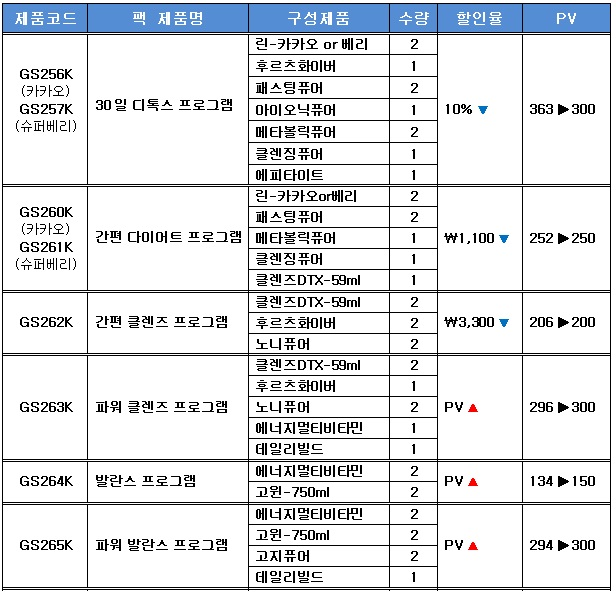 제품코드 팩 제품명 구성제품 수량 할인율 PV
GS256K
(카카오)
GS257K
(슈퍼베리)
30일 디톡스 프로그램
린-카카오 or 베리 2
후르츠화이버 1
패스팅퓨어 2
아이오닉퓨어 1
메타볼릭퓨어 2
클렌징퓨어 1
에피타이트 1
10% ▼
363 ▶300
GS260K
(카카오)
GS261K
(슈퍼베리)
간편 다이어트 프로그램
린-카카오or베리 2
패스팅퓨어 2
메타볼릭퓨어 1
클렌징퓨어 1
클렌즈DTX-59ml 1
₩1,100 ▼
252 ▶250
GS262K
간편 클렌즈 프로그램
클렌즈DTX-59ml 2
후르츠화이버 2
노니퓨어 2
₩3,300 ▼
206 ▶200
GS263K
파워 클렌즈 프로그램
클렌즈DTX-59ml 2
후르츠화이버 1
노니퓨어 2
에너지멀티비타민 1
데일리빌드 1
PV ▲
296 ▶300
GS264K
발란스 프로그램
에너지멀티비타민 2
고원-750ml 2
PV ▲
134 ▶150
GS265K
파워 발란스 프로그램
에너지멀티비타민 2
고원-750ml 2
고지퓨어 2
데일리빌드 1
PV ▲
294 ▶300